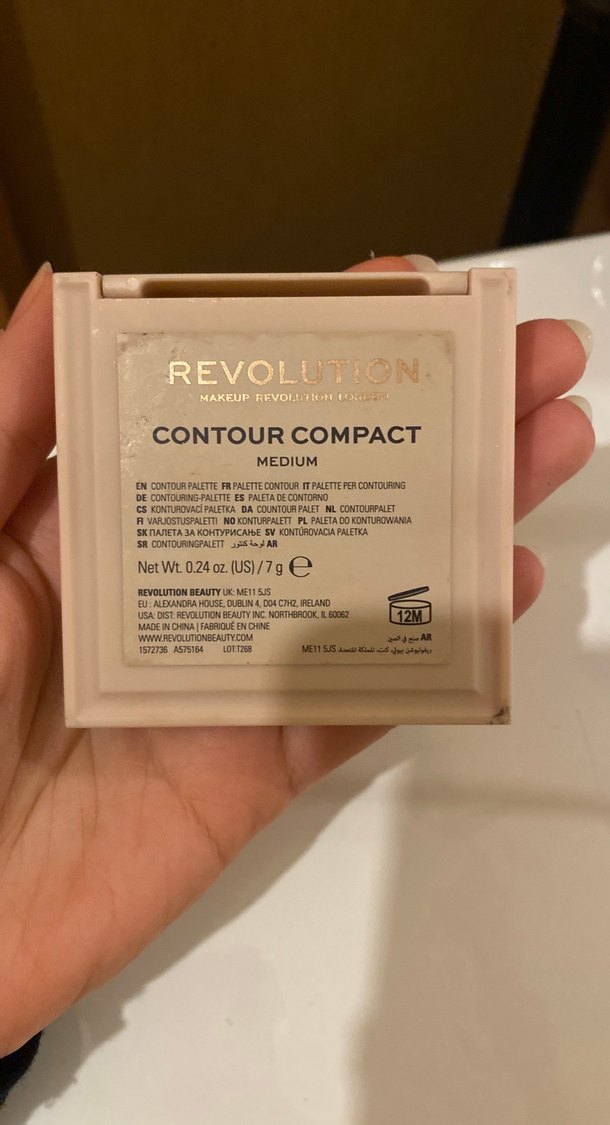 REVOLUTION
MAKEUP REVOLUTION LONDON
CONTOUR COMPACT
MEDIUM
EN CONTOUR PALETTE FR PALETTE CONTOUR IT PALETTE PER CONTOURING
DE CONTOURING-PALETTE ES PALETA DE CONTORNO
CS KONTUROVACÍ PALETKA DA COUNTOUR PALET NL CONTOURPALET
FI VARJOSTUSPALETTI NO KONTURPALETT PL PALETA DO KONTUROWANIA
SK ПАЛЕТА ЗА КОНТУРИСАЊЕ SV KONTÚROVACIA PALETKA
SR CONTOURINGPALETT لوحة كنتور AR
Net Wt. 0.24 oz. (US) / 7 g ℮
REVOLUTION BEAUTY UK: ME11 5JS
EU : ALEXANDRA HOUSE, DUBLIN 4, D04 C7H2, IRELAND
USA: DIST: REVOLUTION BEAUTY INC. NORTHBROOK, IL 60062
12M
MADE IN CHINA | FABRIQUÉ EN CHINE
WWW.REVOLUTIONBEAUTY.COM
صنع في الصين AR
1572736 A575164 LOT:T268
ريفوليوشن بيوتي، كنت، المملكة المتحدة، ME11 5JS